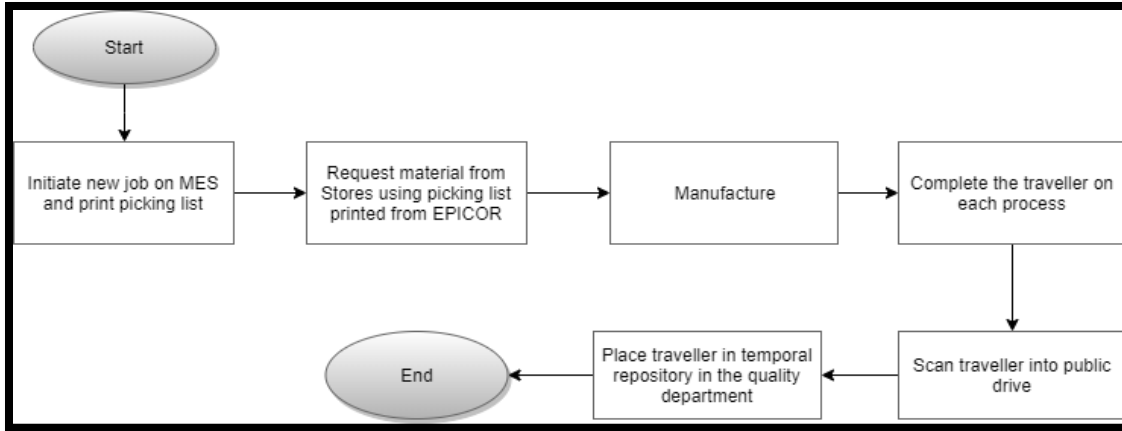 Start
Initiate new job on MES
and print picking list
Request material from
Stores using picking list
printed from EPICOR
Manufacture
Complete the traveller on
each process
Scan traveller into public
drive
Place traveller in temporal
repository in the quality
department
End